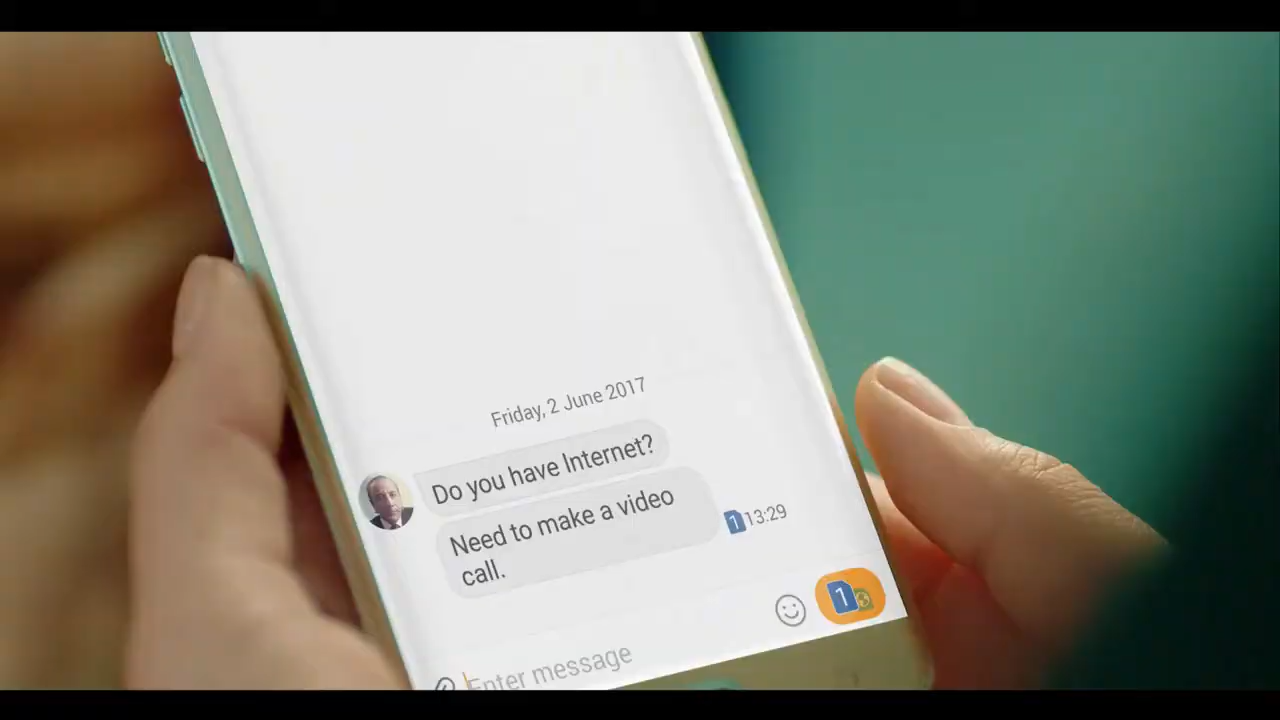 Friday, 2 June 2017
Do you have Internet?
Need to make a video
call.
1 13:29
1
Enter message